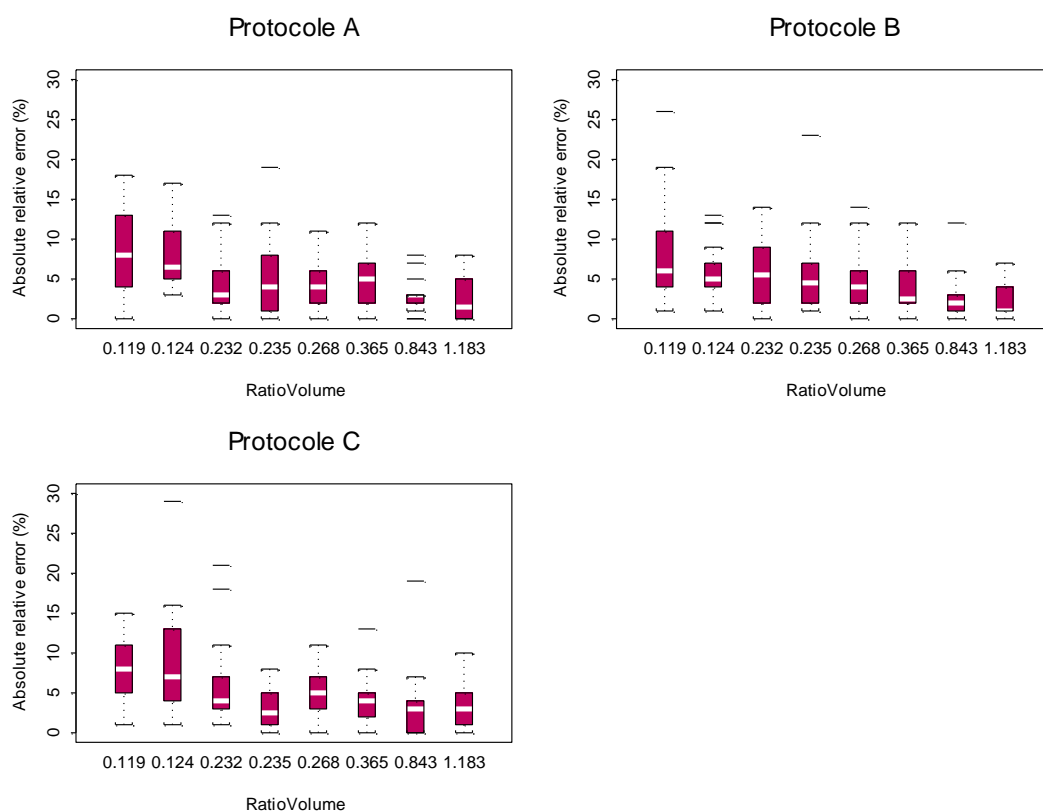 Protocole A
Absolute relative error (%)
0 5 10 15 20 25 30
0.119 0.124 0.232 0.235 0.268 0.365 0.843 1.183
RatioVolume
Protocole B
Absolute relative error (%)
0 5 10 15 20 25 30
0.119 0.124 0.232 0.235 0.268 0.365 0.843 1.183
RatioVolume
Protocole C
Absolute relative error (%)
0 5 10 15 20 25 30
0.119 0.124 0.232 0.235 0.268 0.365 0.843 1.183
RatioVolume